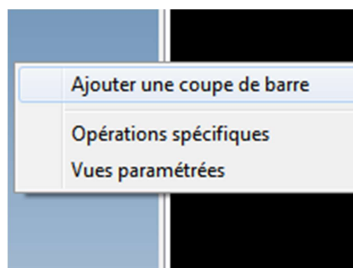 Ajouter une coupe de barre
Opérations spécifiques
Vues paramétrées